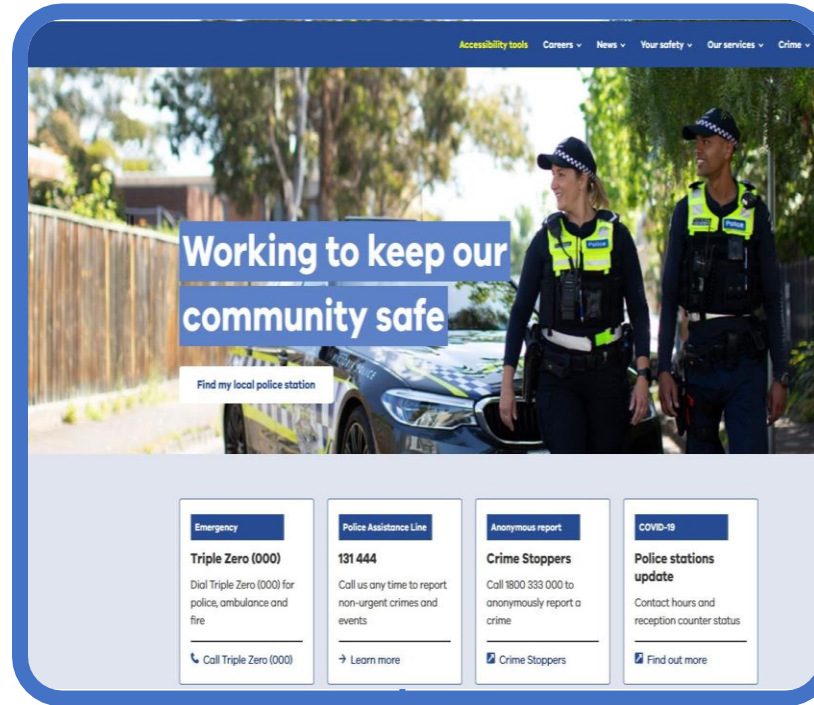 Accessibility tools Careers News Your safety Our services Crime
Working to keep our
community safe
Find my local police station
Police
Police
VICTORIA POLICE
Emergency
Triple Zero (000)
Dial Triple Zero (000) for
police, ambulance and
fire
Call Triple Zero (000)
Police Assistance Line
131 444
Call us any time to report
non-urgent crimes and
events
Learn more
Anonymous report
Crime Stoppers
Call 1800 333 000 to
anonymously report a
crime
Crime Stoppers
COVID-19
Police stations
update
Contact hours and
reception counter status
Find out more